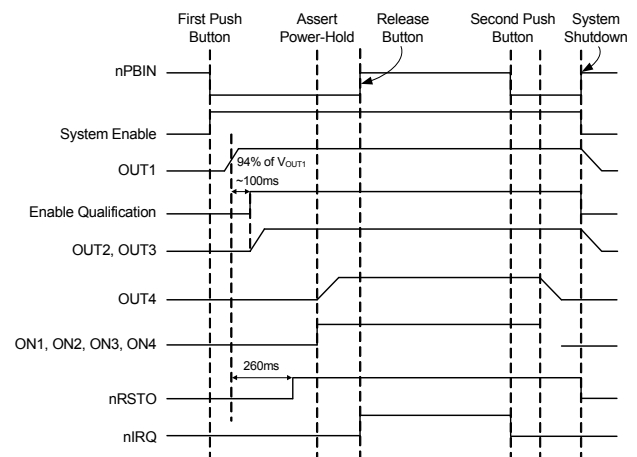 First Push
Button
Assert
Power-Hold
Release
Button
Second Push
Button
System
Shutdown
nPBIN
System Enable
OUT1
94% of VOUT1
~100ms
Enable Qualification
OUT2, OUT3
OUT4
ON1, ON2, ON3, ON4
260ms
nRSTO
nIRQ